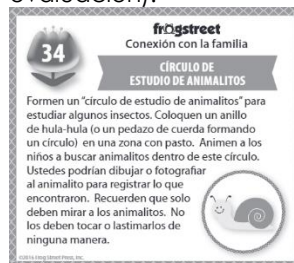 evaluación).
34
frogstreet
Conexión con la familia
CÍRCULO DE
ESTUDIO DE ANIMALITOS
Formen un "círculo de estudio de animalitos" para
estudiar algunos insectos. Coloquen un anillo
de hula-hula (o un pedazo de cuerda formando
un círculo) en una zona con pasto. Animen a los
niños a buscar animalitos dentro de este círculo.
Ustedes podrían dibujar o fotografiar
al animalito para registrar lo que
encontraron. Recuerden que solo
deben mirar a los animalitos. No
los deben tocar o lastimarlos de
ninguna manera.
©2016 Frog Street Press, Inc.